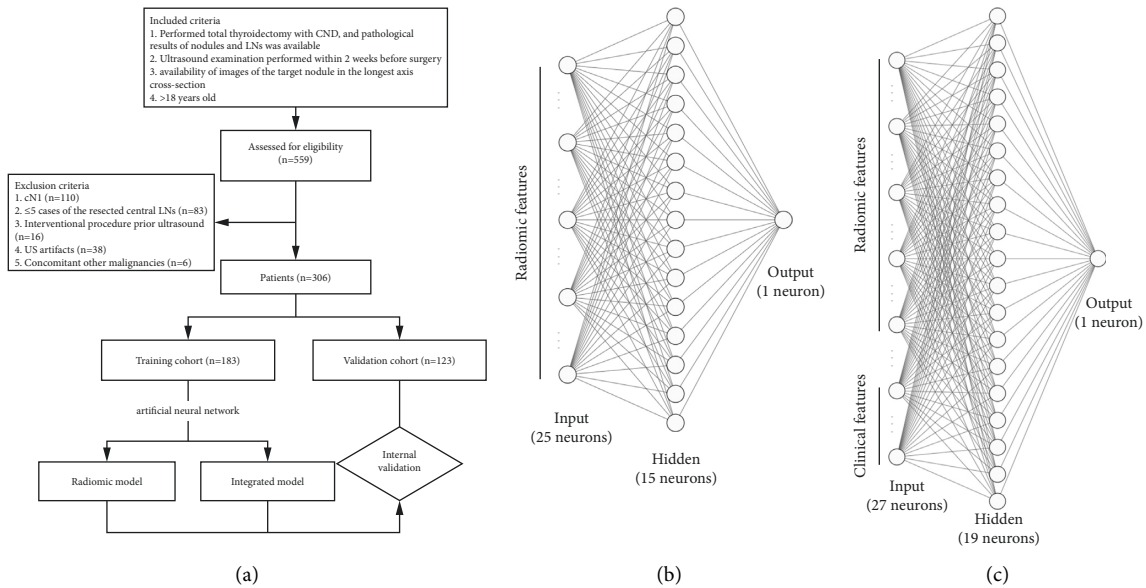 Included criteria
1. Performed total thyroidectomy with CND, and pathological
results of nodules and LNs was available
2. Ultrasound examination performed within 2 weeks before surgery
3. availability of images of the target nodule in the longest axis
cross-section
4. >18 years old
Assessed for eligibility
(n=559)
Exclusion criteria
1. cN1 (n=110)
2. ≤5 cases of the resected central LNs (n=83)
3. Interventional procedure prior ultrasound
(n=16)
4. US artifacts (n=38)
5. Concomitant other malignancies (n=6)
Patients (n=306)
Training cohort (n=183)
Validation cohort (n=123)
artificial neural network
Radiomic model
Integrated model
Internal
validation
(a)
Radiomic features
Input
(25 neurons)
Hidden
(15 neurons)
Output
(1 neuron)
(b)
Radiomic features
Clinical features
Input
(27 neurons)
Hidden
(19 neurons)
Output
(1 neuron)
(c)